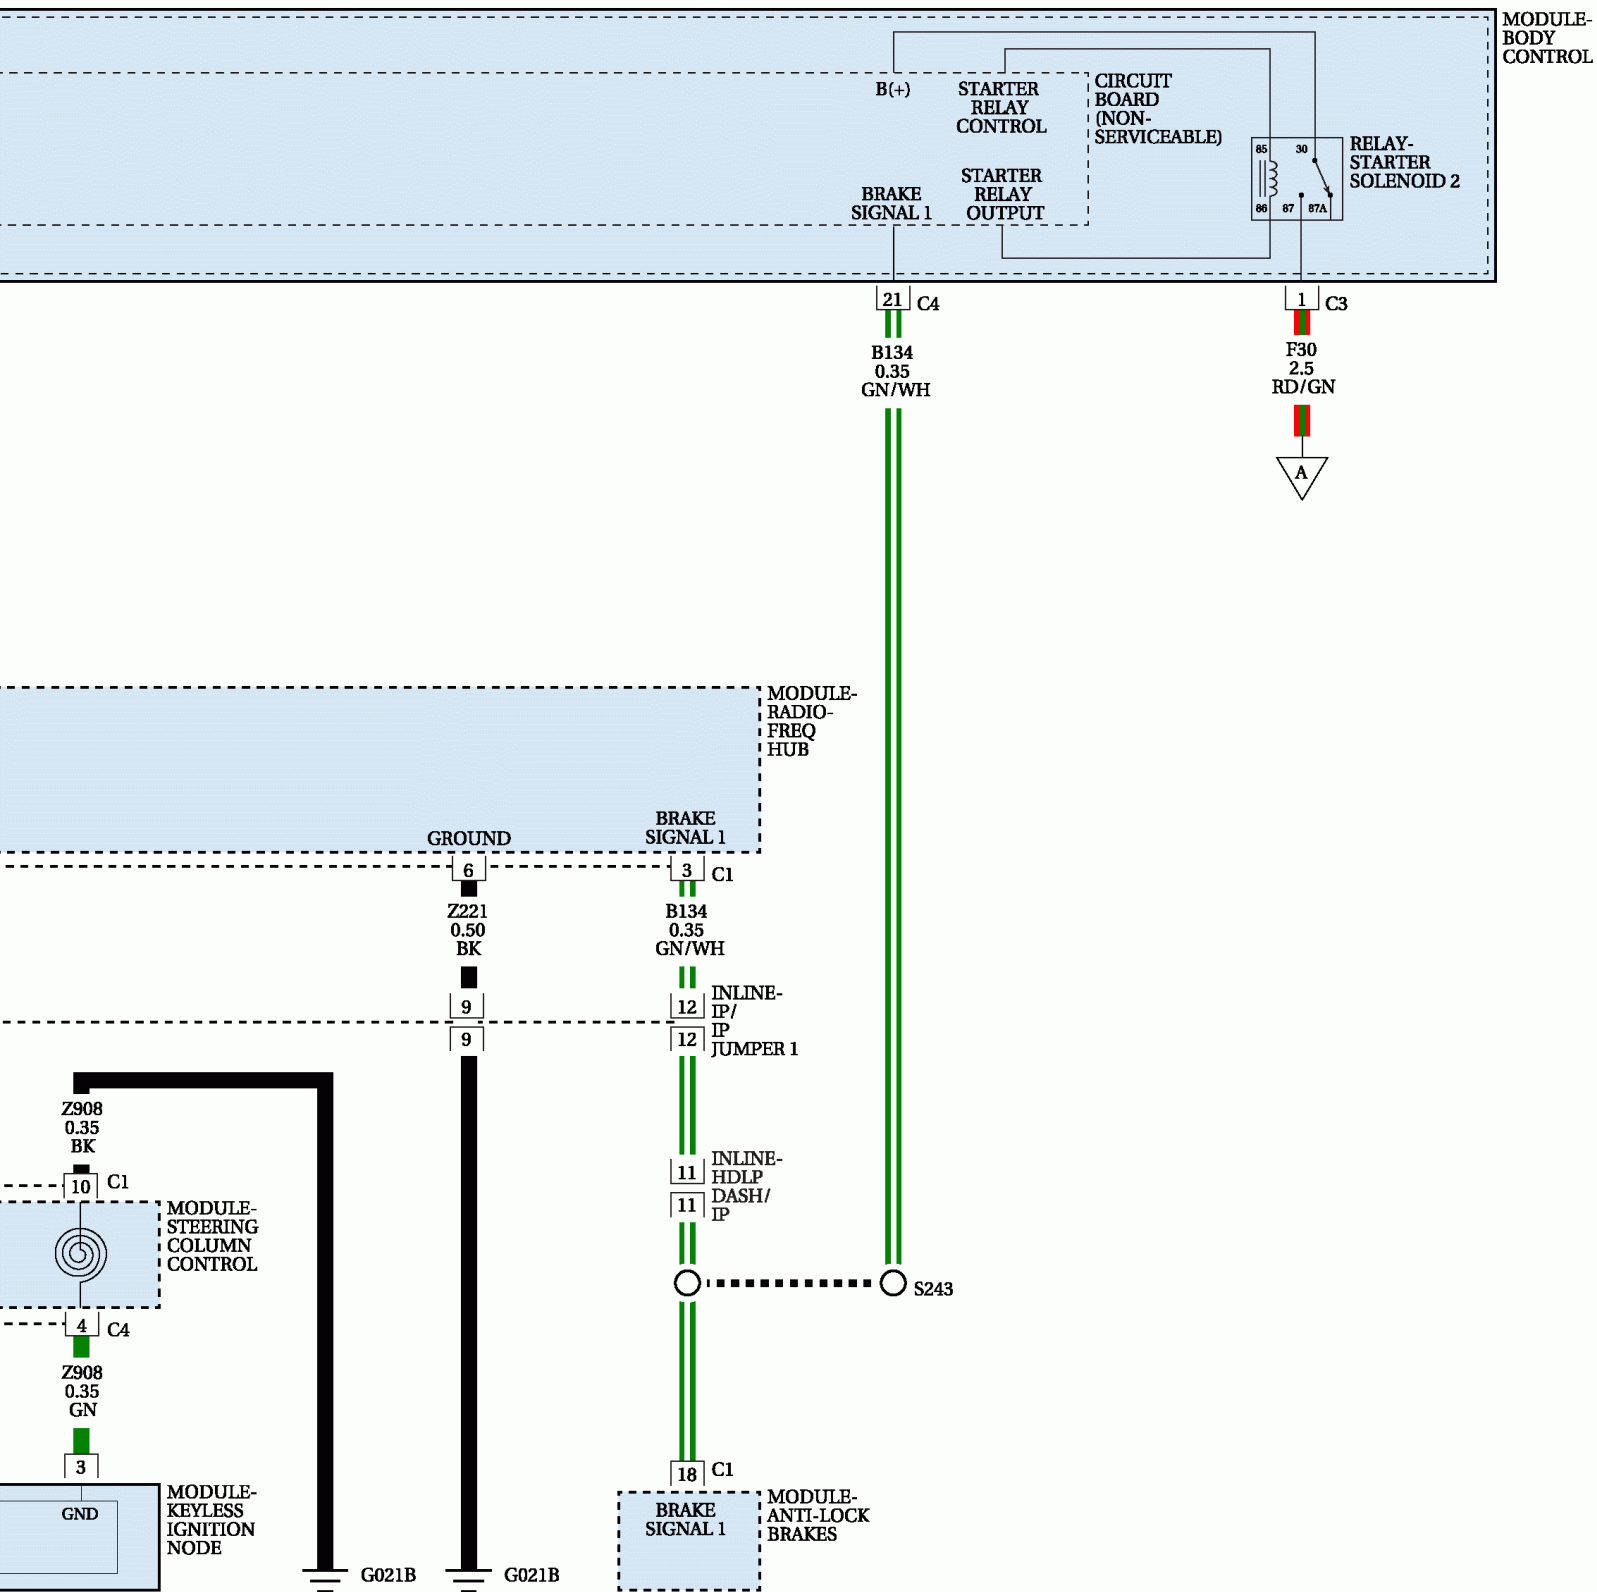 MODULE-
BODY
CONTROL
B(+)
STARTER
RELAY
CONTROL
CIRCUIT
BOARD
(NON-
SERVICEABLE)
BRAKE
SIGNAL 1
STARTER
RELAY
OUTPUT
85
30
86
87
87A
RELAY-
STARTER
SOLENOID 2
21
C4
1
C3
B134
0.35
GN/WH
F30
2.5
RD/GN
A
MODULE-
RADIO-
FREQ
HUB
GROUND
BRAKE
SIGNAL 1
6
3
C1
Z221
0.50
BK
B134
0.35
GN/WH
9
12
9
12
INLINE-
IP/
IP
JUMPER 1
Z908
0.35
BK
10
C1
11
11
INLINE-
HDLP
DASH/
IP
MODULE-
STEERING
COLUMN
CONTROL
S243
4
C4
Z908
0.35
GN
3
GND
MODULE-
KEYLESS
IGNITION
NODE
18
C1
BRAKE
SIGNAL 1
MODULE-
ANTI-LOCK
BRAKES
G021B
G021B